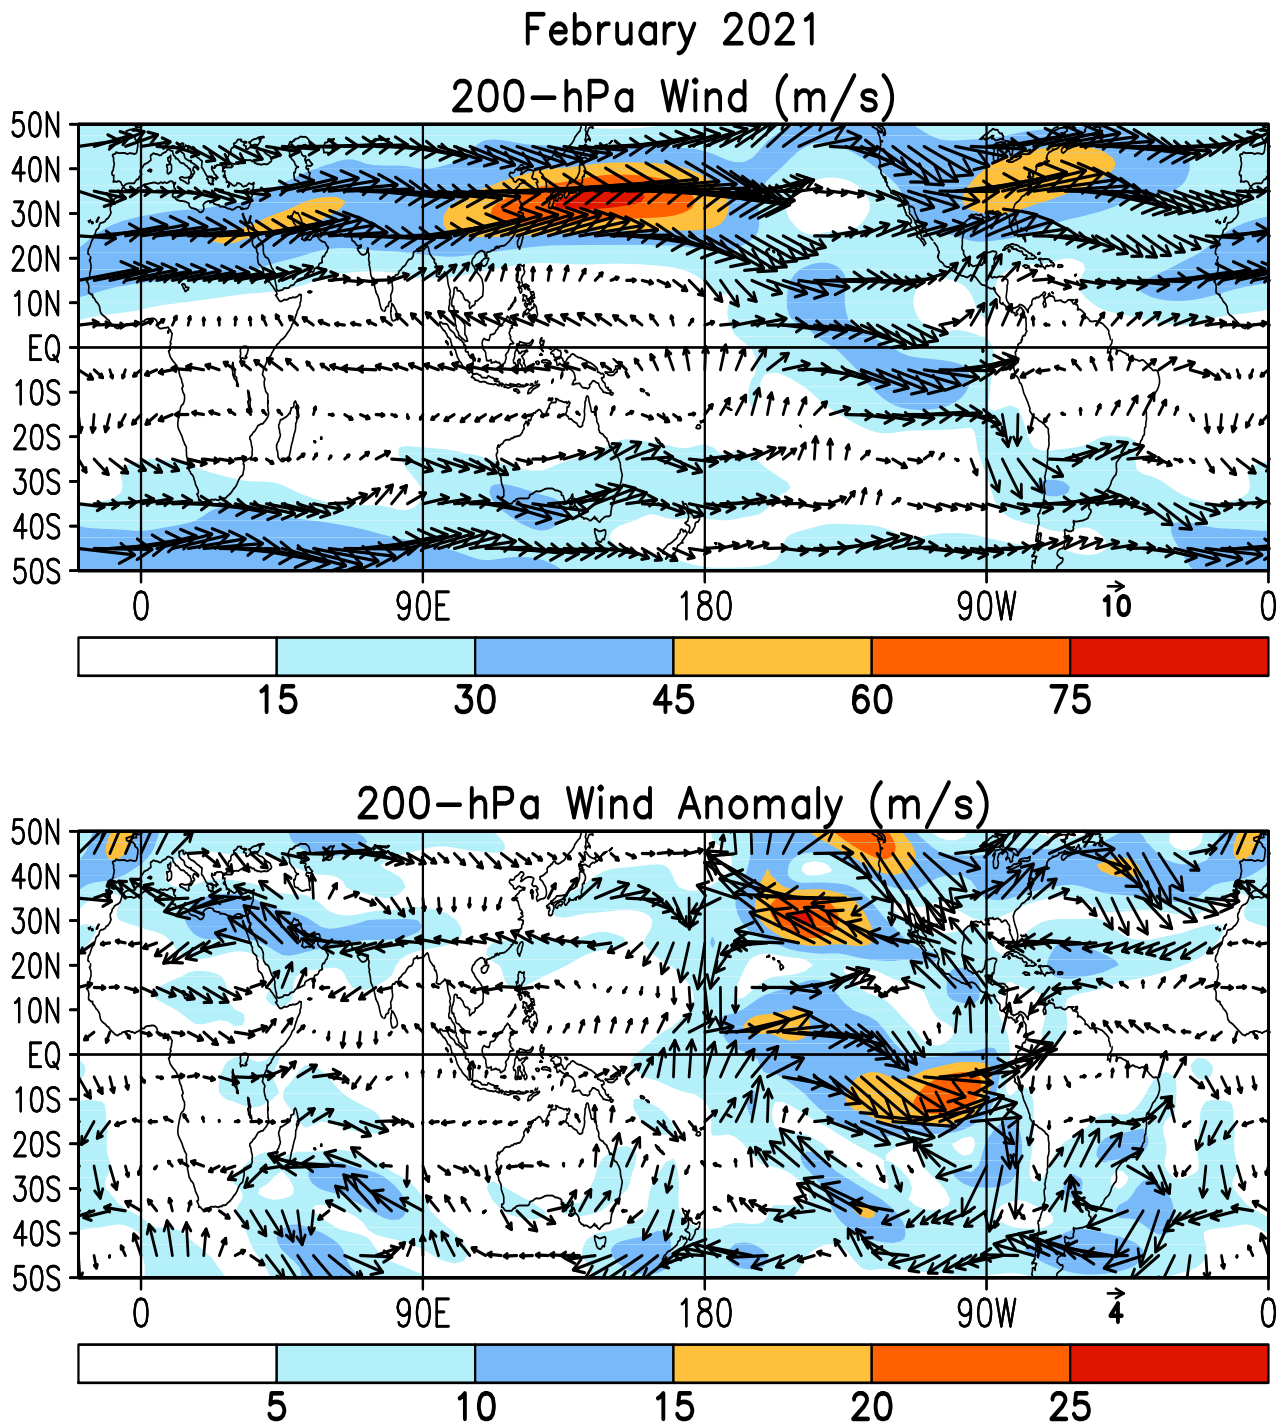 February 2021
200-hPa Wind (m/s)
50N
40N
30N
20N
10N
EQ
10S
20S
30S
40S
50S
0 90E 180 90W 10 0
15 30 45 60 75
200-hPa Wind Anomaly (m/s)
50N
40N
30N
20N
10N
EQ
10S
20S
30S
40S
50S
0 90E 180 90W 4 0
5 10 15 20 25